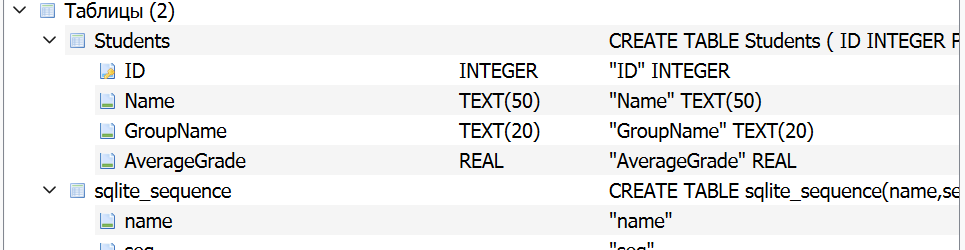 Таблицы (2)
Students CREATE TABLE Students ( ID INTEGER
ID INTEGER "ID" INTEGER
Name TEXT(50) "Name" TEXT(50)
GroupName TEXT(20) "GroupName" TEXT(20)
AverageGrade REAL "AverageGrade" REAL
sqlite_sequence CREATE TABLE sqlite_sequence(name,se
name "name"
seq "seq"